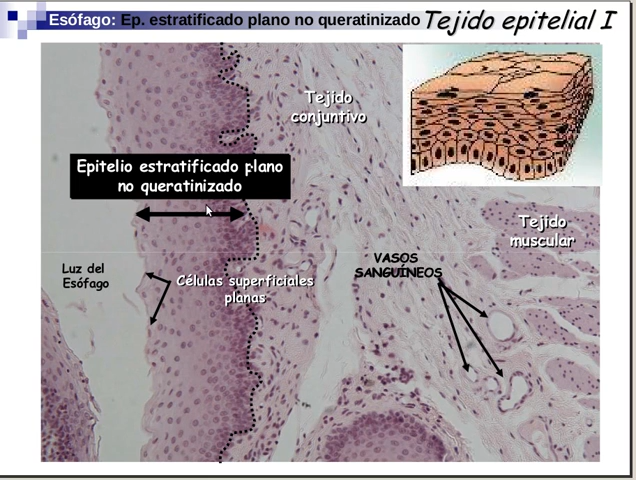 Esófago: Ep. estratificado plano no queratinizado
Tejido epitelial I
Tejido
conjuntivo
Epitelio estratificado plano
no queratinizado
Tejido
muscular
VASOS
SANGUÍNEOS
Luz del
Esófago
Células superficiales
planas